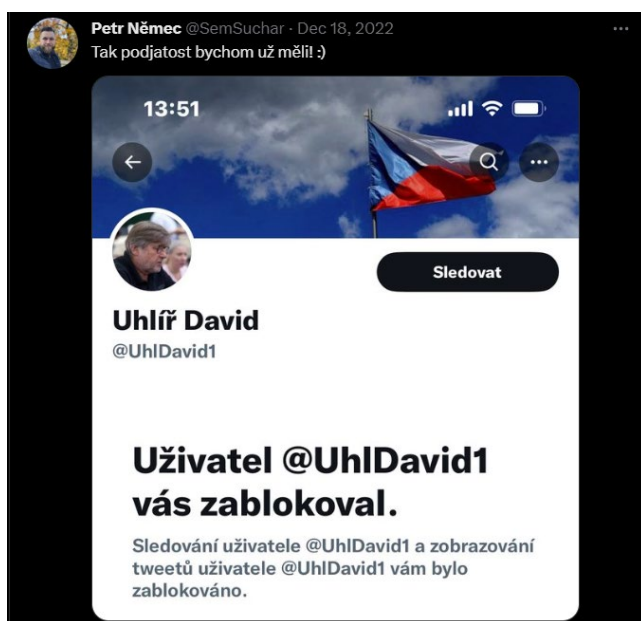 Petr Němec @SemSuchar · Dec 18, 2022
Tak podjatost bychom už měli! :)
13:51
Sledovat
Uhlíř David
@UhlDavid1
Uživatel @UhlDavid1
vás zablokoval.
Sledování uživatele @UhlDavid1 a zobrazování
tweetů uživatele @UhlDavid1 vám bylo
zablokováno.